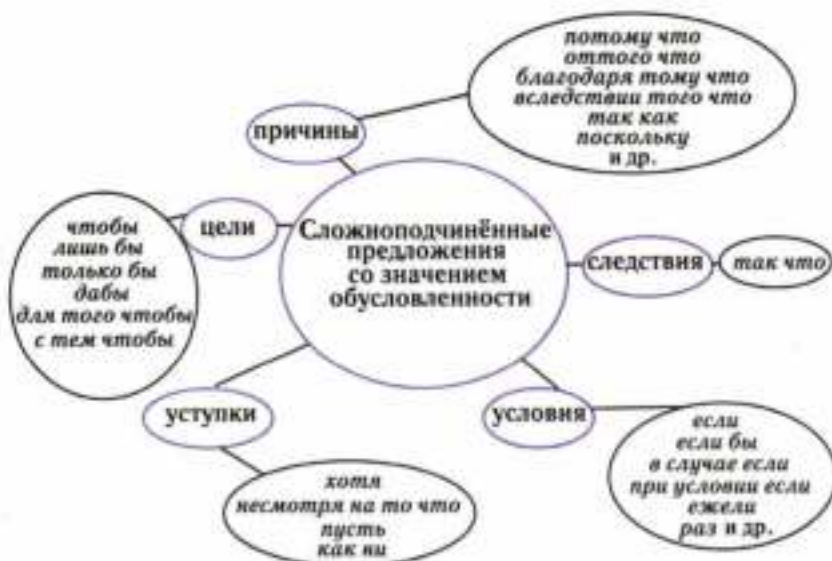 потому что
оттого что
благодаря тому что
вследствии того что
так как
поскольку
и др.
причины
чтобы
лишь бы
только бы
дабы
для того чтобы
с тем чтобы
цели
Сложноподчинённые
предложения
со значением
обусловленности
следствия
так что
уступки
хотя
несмотря на то что
пусть
как ни
условия
если
если бы
в случае если
при условии если
ежели
раз и др.